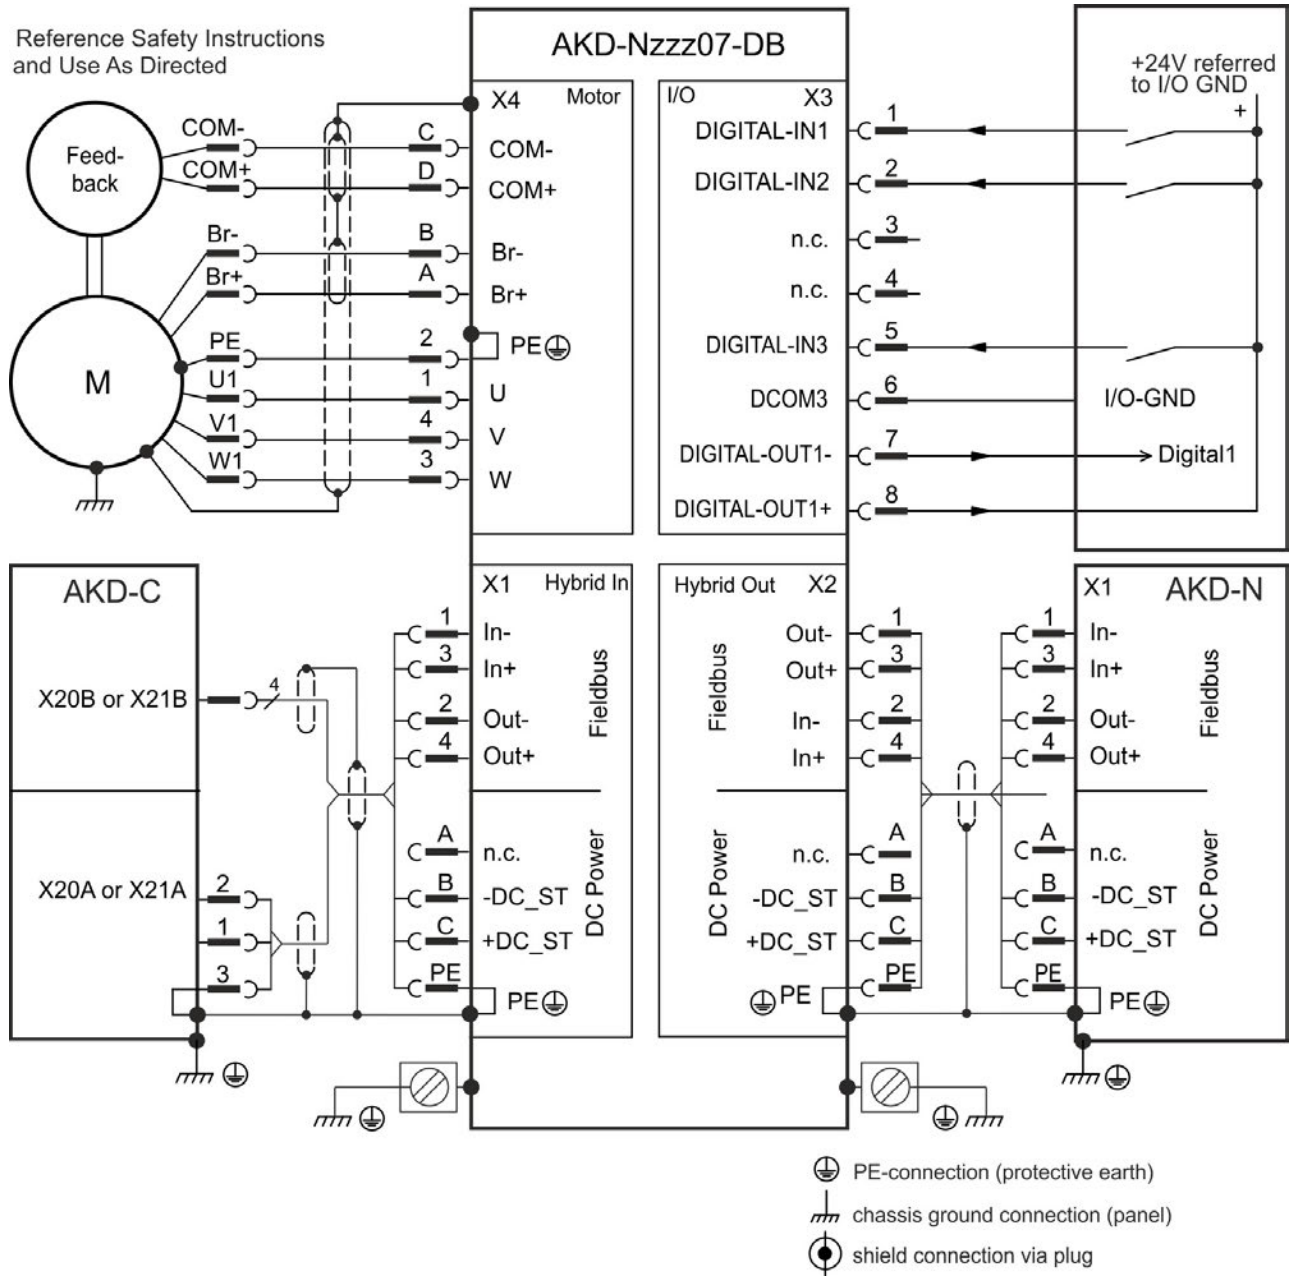 Reference Safety Instructions
and Use As Directed
AKD-Nzzz07-DB
Feed-
back
COM-
COM+
Br-
Br+
M
PE
U1
V1
W1
C
D
B
A
2
1
4
3
X4 Motor
COM-
COM+
Br-
Br+
PE
U
V
W
I/O X3
DIGITAL-IN1
DIGITAL-IN2
n.c.
n.c.
DIGITAL-IN3
DCOM3
DIGITAL-OUT1-
DIGITAL-OUT1+
1
2
3
4
5
6
7
8
+24V referred
to I/O GND
+
I/O-GND
Digital1
AKD-C
X20B or X21B
4
X20A or X21A
2
1
3
X1 Hybrid In
1 In-
3 In+
2 Out-
4 Out+
Fieldbus
A n.c.
B -DC_ST
C +DC_ST
PE PE
DC Power
Hybrid Out X2
Fieldbus
Out- 1
Out+ 3
In- 2
In+ 4
DC Power
n.c. A
-DC_ST B
+DC_ST C
PE PE
X1 AKD-N
1 In-
3 In+
2 Out-
4 Out+
Fieldbus
A n.c.
B -DC_ST
C +DC_ST
PE PE
DC Power
PE-connection (protective earth)
chassis ground connection (panel)
shield connection via plug